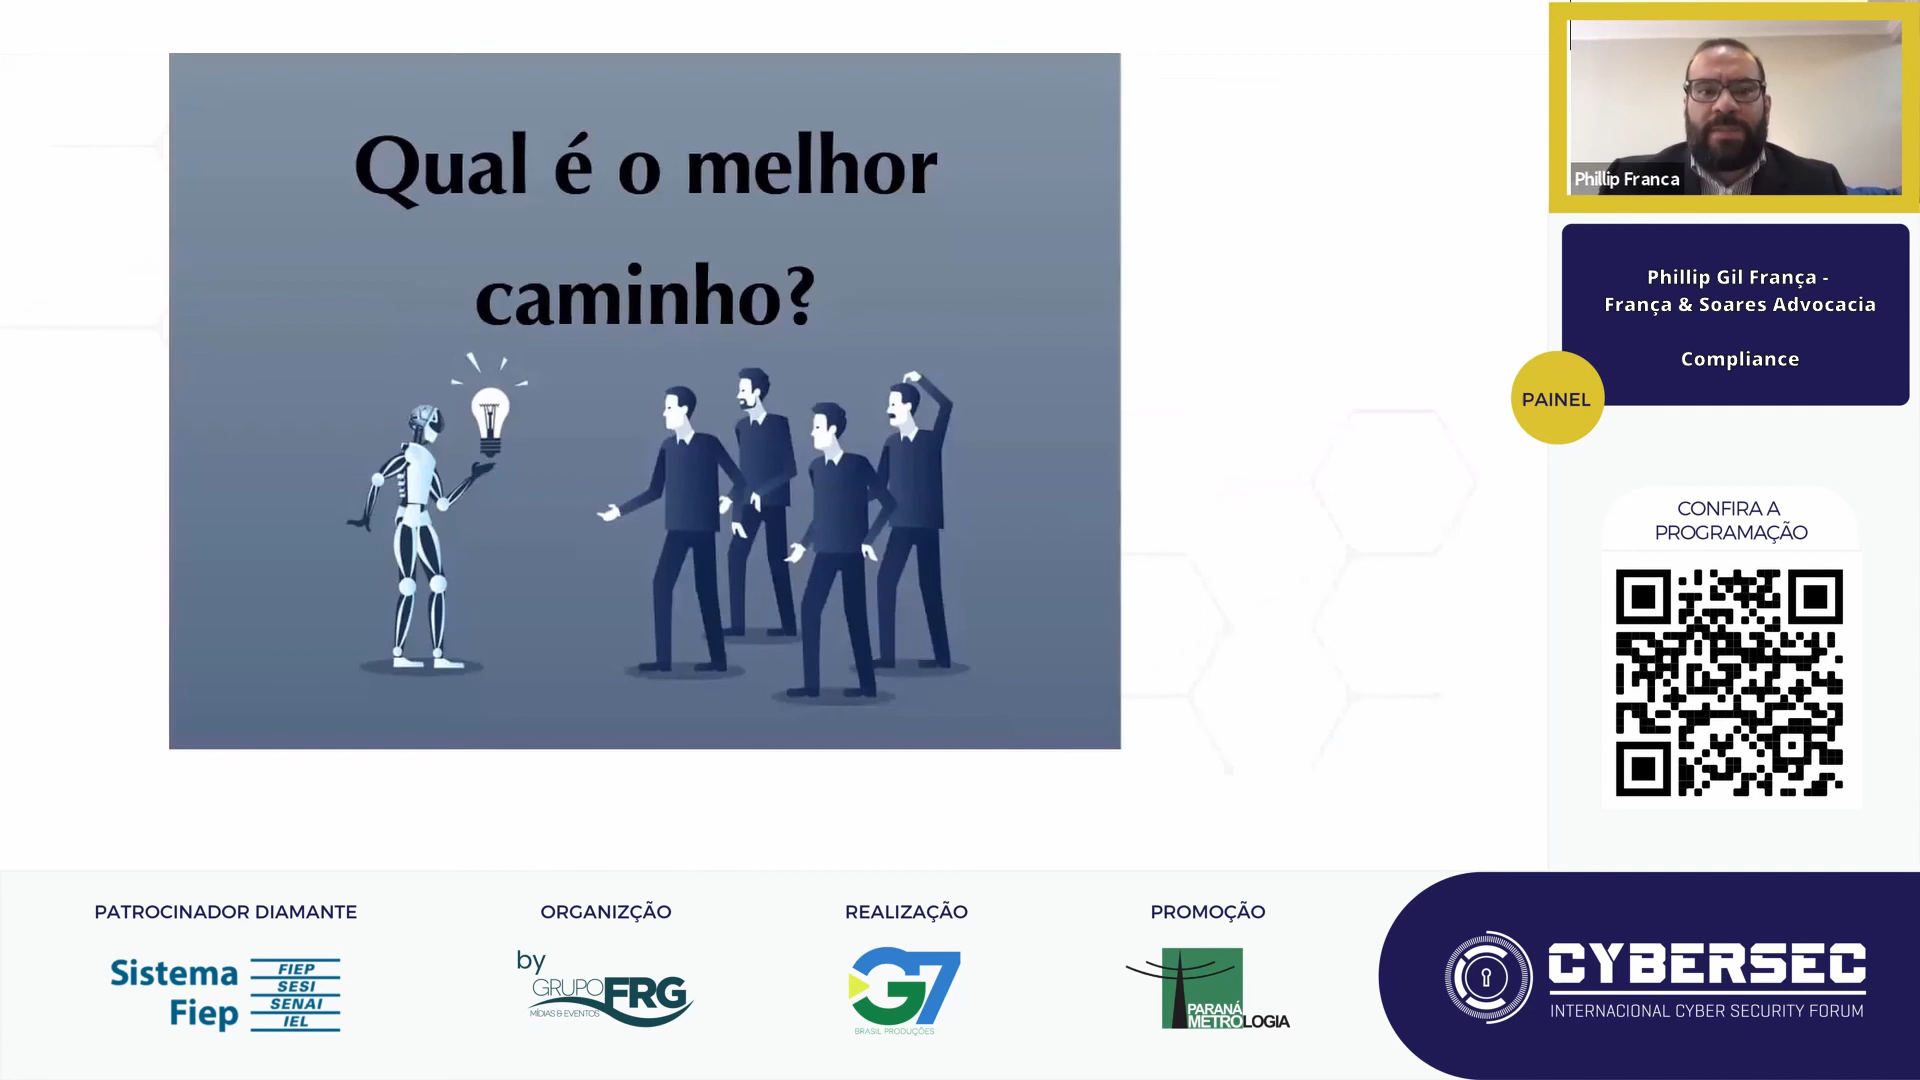 Qual é o melhor
caminho?
Phillip Franca
Phillip Gil França -
França & Soares Advocacia
Compliance
PAINEL
CONFIRA A
PROGRAMAÇÃO
PATROCINADOR DIAMANTE
Sistema
Fiep
FIEP
SESI
SENAI
IEL
ORGANIZÇÃO
by
GRUPO FRG
MÍDIAS & EVENTOS
REALIZAÇÃO
G7
BRASIL PRODUÇÕES
PROMOÇÃO
PARANÁ
METROLOGIA
CYBERSEC
INTERNACIONAL CYBER SECURITY FORUM